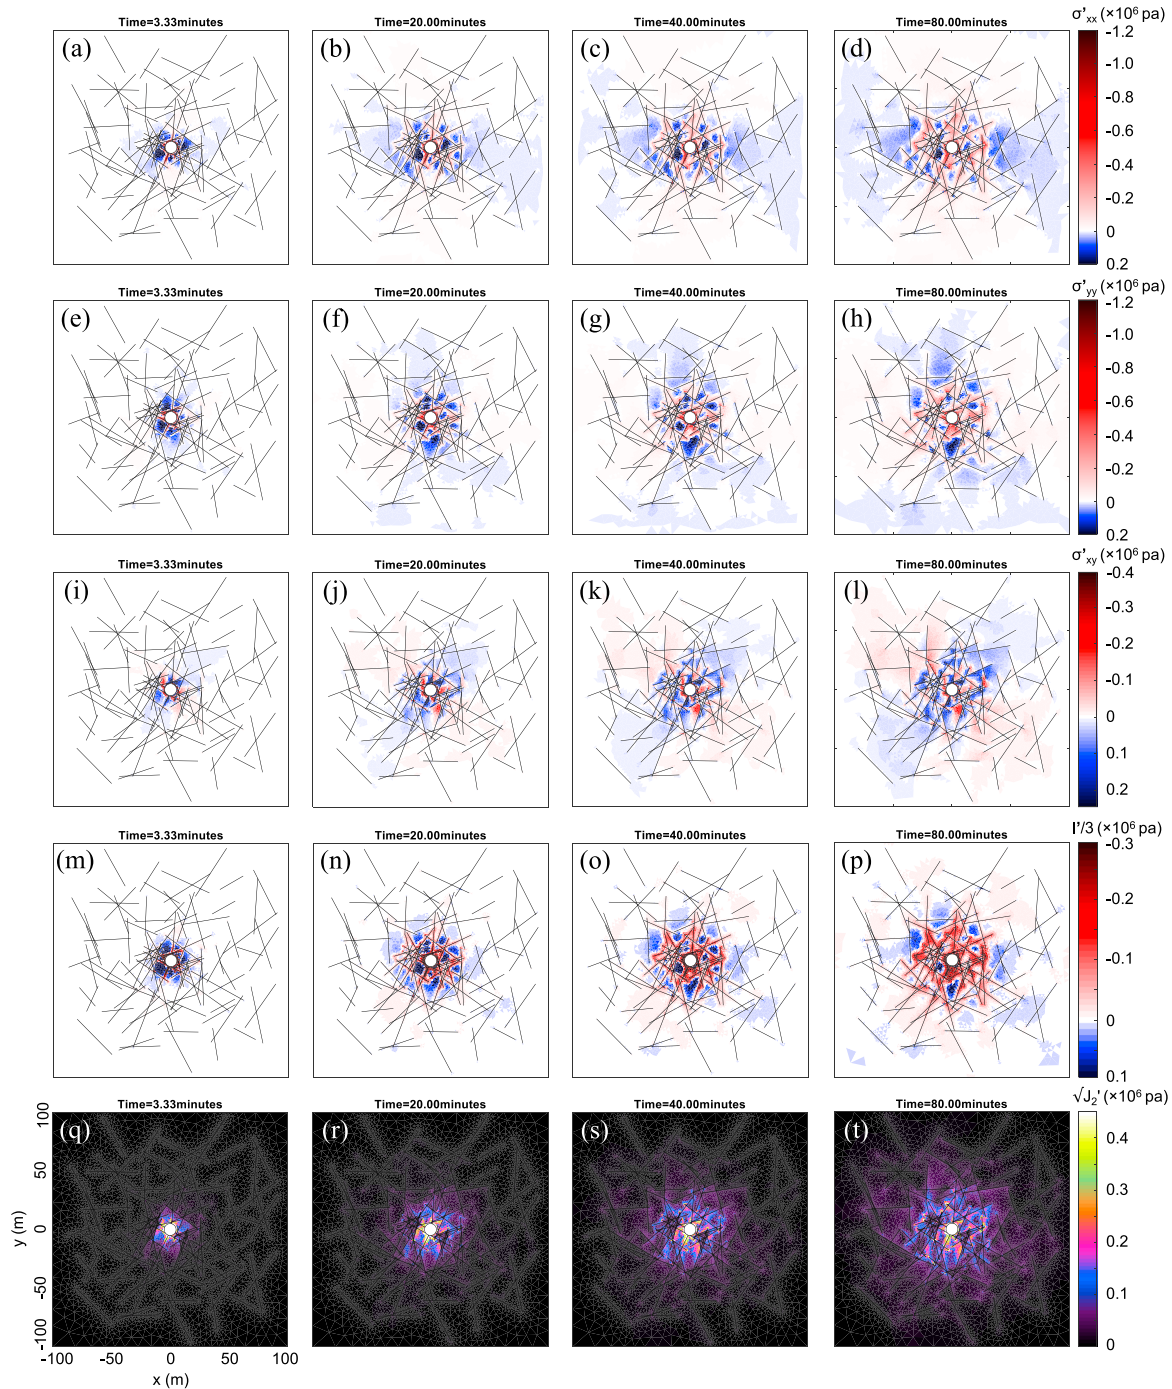 σ'xx (×10⁶ pa)
Time=3.33minutes Time=20.00minutes Time=40.00minutes Time=80.00minutes
(a) (b) (c) (d)
-1.2
-1.0
-0.8
-0.6
-0.4
-0.2
0
0.2
σ'yy (×10⁶ pa)
Time=3.33minutes Time=20.00minutes Time=40.00minutes Time=80.00minutes
(e) (f) (g) (h)
-1.2
-1.0
-0.8
-0.6
-0.4
-0.2
0
0.2
σ'xy (×10⁶ pa)
Time=3.33minutes Time=20.00minutes Time=40.00minutes Time=80.00minutes
(i) (j) (k) (l)
-0.4
-0.3
-0.2
-0.1
0
0.1
0.2
I'/3 (×10⁶ pa)
Time=3.33minutes Time=20.00minutes Time=40.00minutes Time=80.00minutes
(m) (n) (o) (p)
-0.3
-0.2
-0.1
0
0.1
√J₂' (×10⁶ pa)
Time=3.33minutes Time=20.00minutes Time=40.00minutes Time=80.00minutes
(q) (r) (s) (t)
0.4
0.3
0.2
0.1
0
100
50
0
-50
-100
y (m)
-100 -50 0 50 100
x (m)